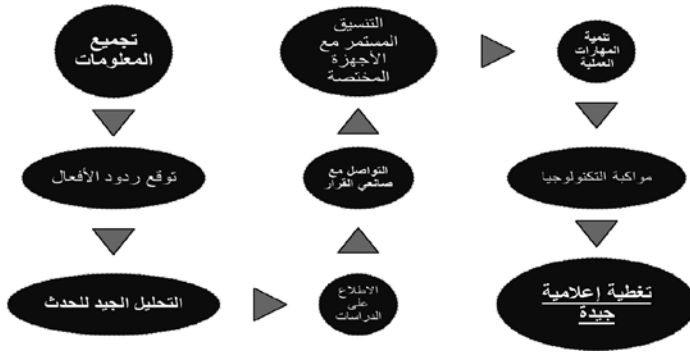 تجميع
المعلومات
توقع ردود الأفعال
التحليل الجيد للحدث
الاطلاع
على
الدراسات
التواصل مع
صانعي القرار
التنسيق
المستمر مع
الأجهزة
المختصة
تنمية
المهارات
العملية
مواكبة التكنولوجيا
تغطية إعلامية
جيدة